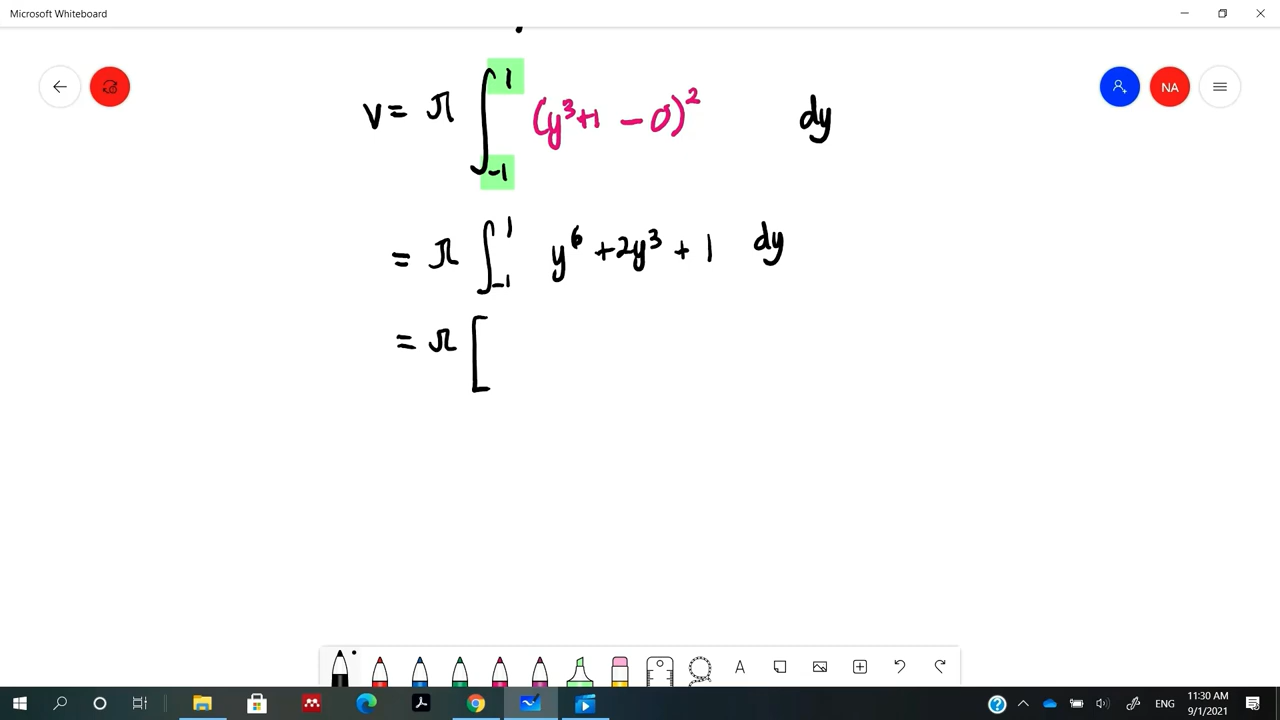 Microsoft Whiteboard
NA
V = π ∫₋₁¹ (y³+1 − 0)² dy
= π ∫₋₁¹ y⁶ + 2y³ + 1 dy
= π [
A
ENG
11:30 AM
9/1/2021